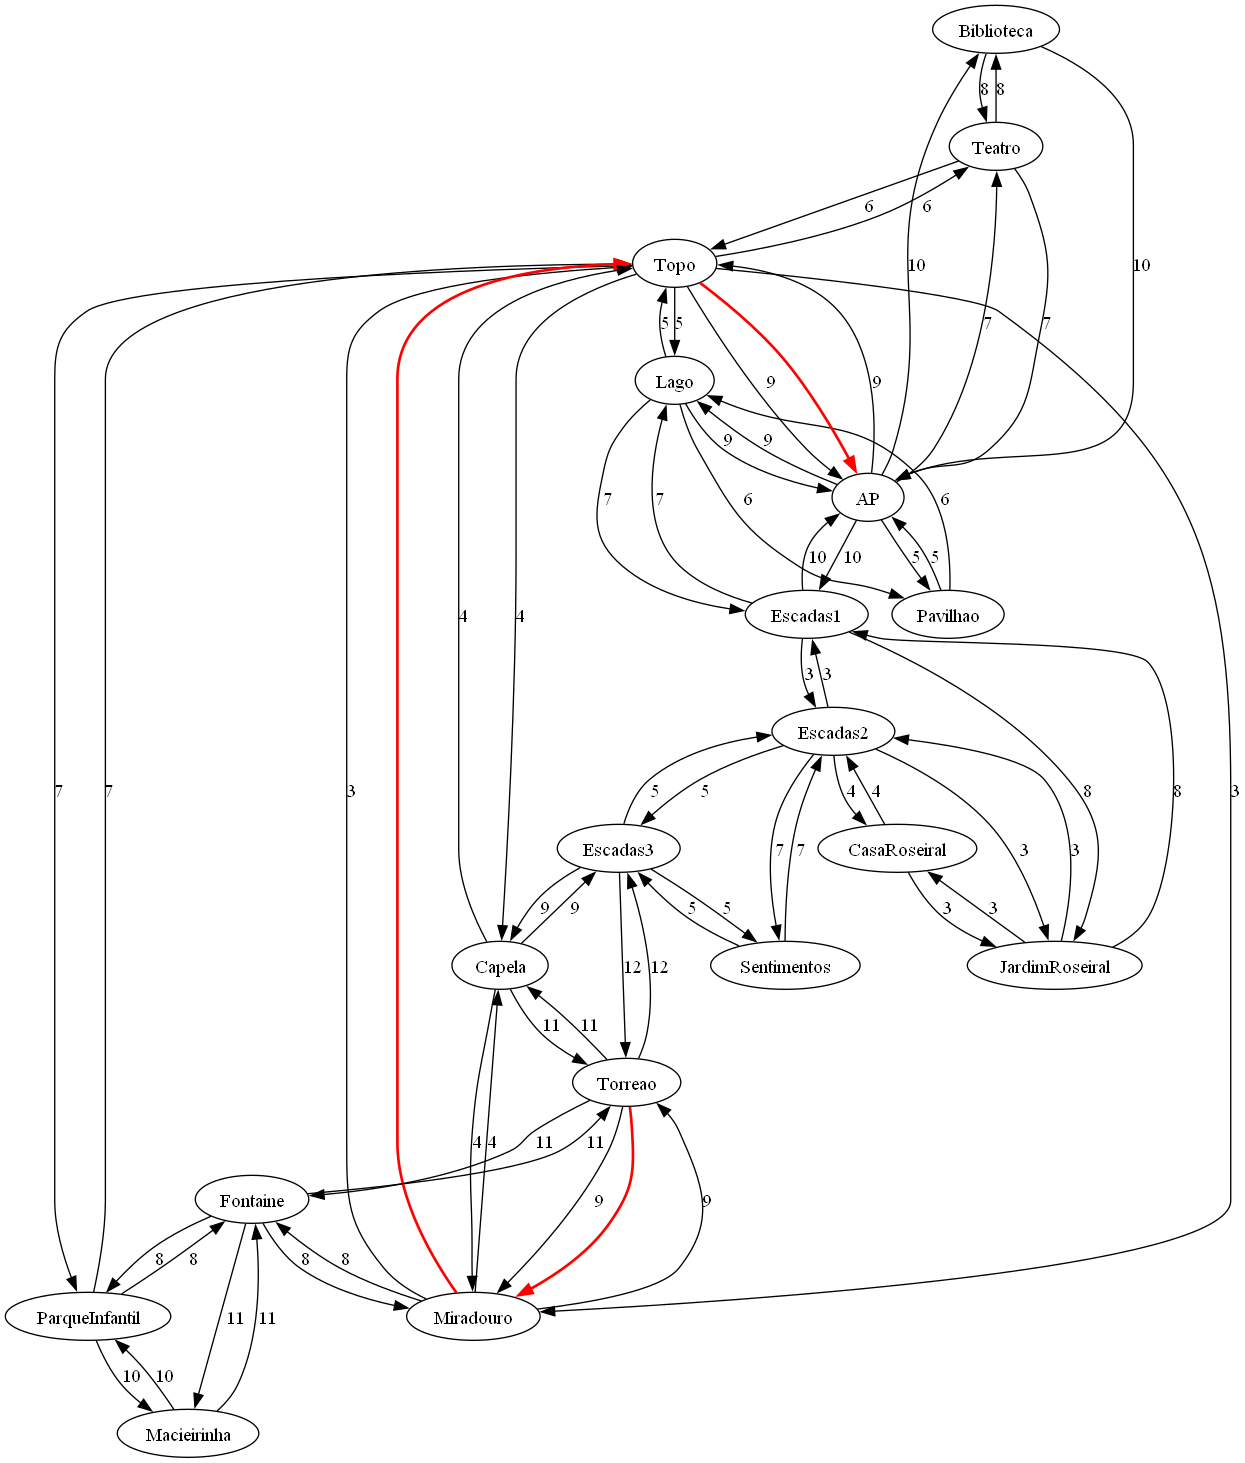 Biblioteca
8 8
Teatro
6 6
Topo
10 10
5 5 7 7
Lago
9 9
9 9
AP
7 7 6 6
10 10 5 5
Escadas1
Pavilhao
4 4
3 3
Escadas2
7 7 3
5 5 4 4 8 8 3
Escadas3
CasaRoseiral
7 7 3 3
9 9 5 5 3 3
Capela
Sentimentos
JardimRoseiral
12 12
11 11
Torreao
4 4 11 11
Fontaine
9 9
8 8 8 8
ParqueInfantil
Miradouro
11 11
10 10
Macieirinha